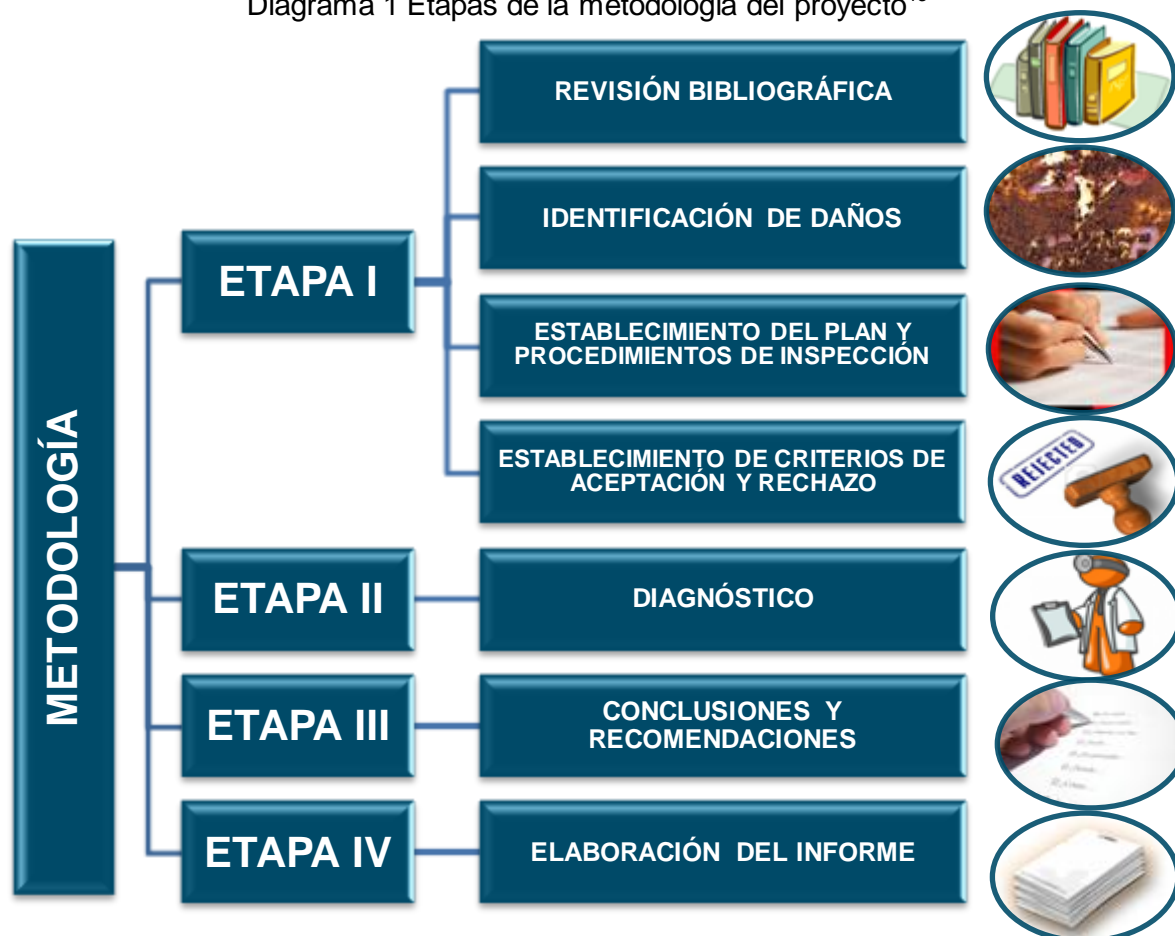 Diagrama 1 Etapas de la metodología del proyecto
REVISIÓN BIBLIOGRÁFICA
IDENTIFICACIÓN DE DAÑOS
ETAPA I
ESTABLECIMIENTO DEL PLAN Y
PROCEDIMIENTOS DE INSPECCIÓN
ESTABLECIMIENTO DE CRITERIOS DE
ACEPTACIÓN Y RECHAZO
REJECTED
METODOLOGÍA
ETAPA II
DIAGNÓSTICO
ETAPA III
CONCLUSIONES Y
RECOMENDACIONES
ETAPA IV
ELABORACIÓN DEL INFORME